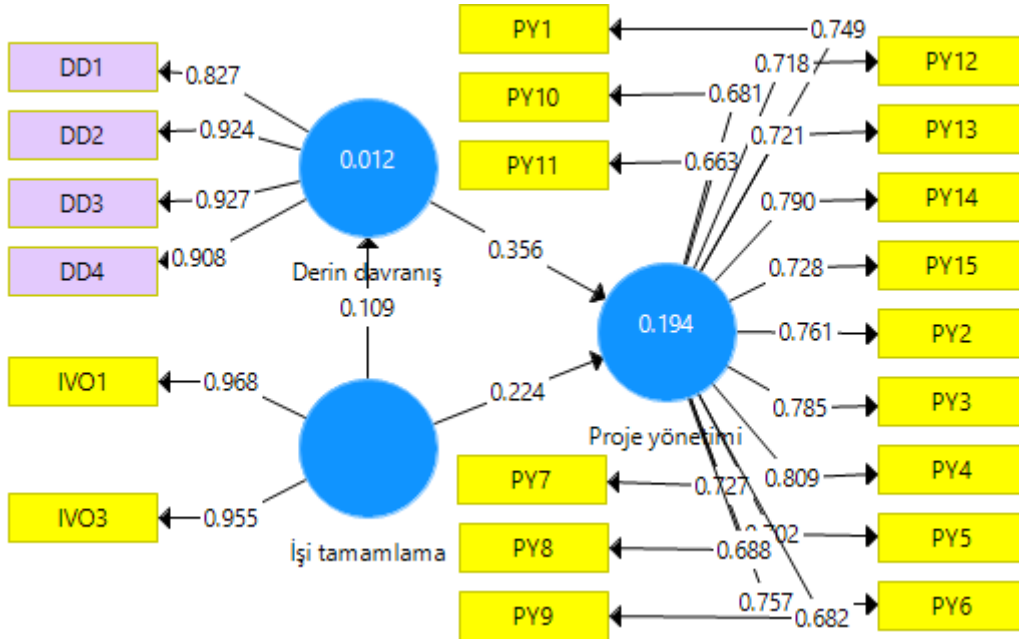 PY1
0.749
DD1
0.827
0.718
PY12
PY10
0.681
DD2
0.924
0.721
PY13
PY11
0.663
0.012
DD3
0.927
0.790
PY14
DD4
0.908
0.356
Derin davranış
0.728
PY15
0.109
0.194
0.761
PY2
IVO1
0.968
0.224
0.785
PY3
Proje yönetimi
0.809
PY4
PY7
0.727
IVO3
0.955
0.702
PY5
PY8
0.688
İşi tamamlama
0.757
PY6
PY9
0.682